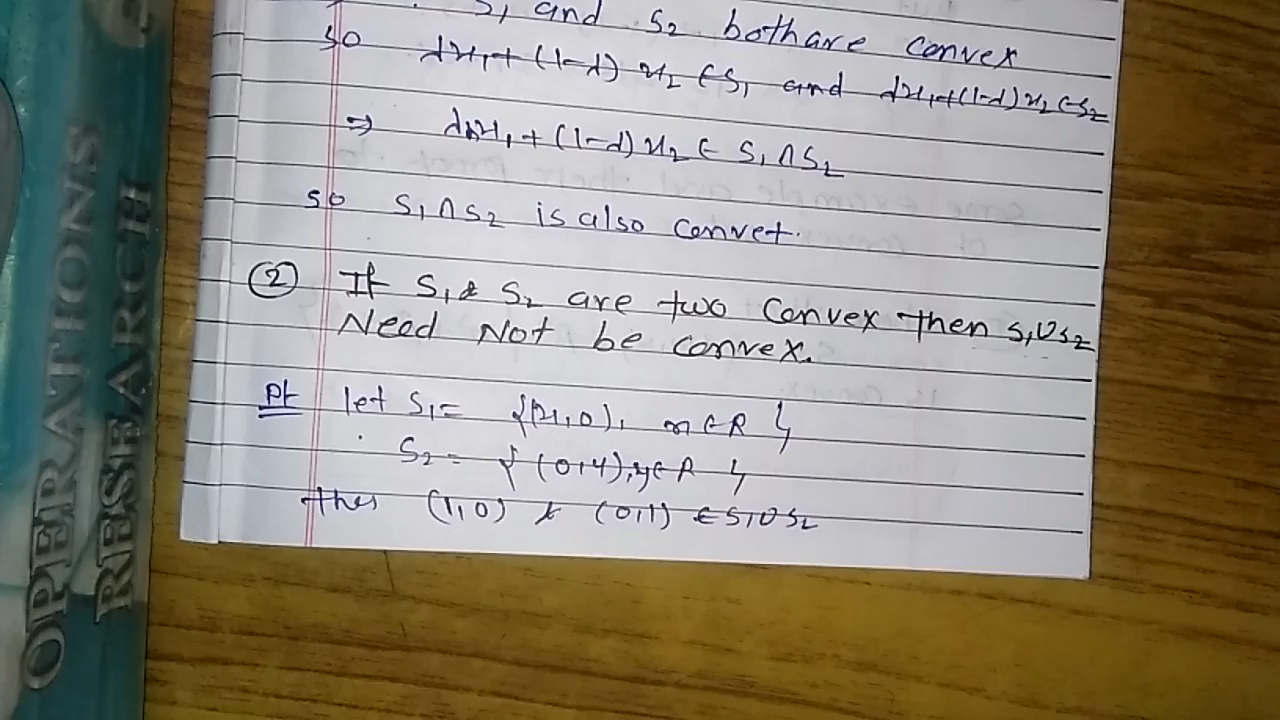 S₁ and S₂ both are convex
so λx₁+(1-λ)x₂ ∈ S₁ and λx₁+(1-λ)x₂ ∈ S₂
⇒ λx₁+(1-λ)x₂ ∈ S₁∩S₂
so S₁∩S₂ is also convet.
② If S₁ & S₂ are two convex then S₁∪S₂
Need Not be convex.
Pf let S₁= {(x,0), x∈R}
S₂= {(0,y), y∈R}
then (1,0) & (0,1) ∈ S₁∪S₂
OPERATIONS
RESEARCH